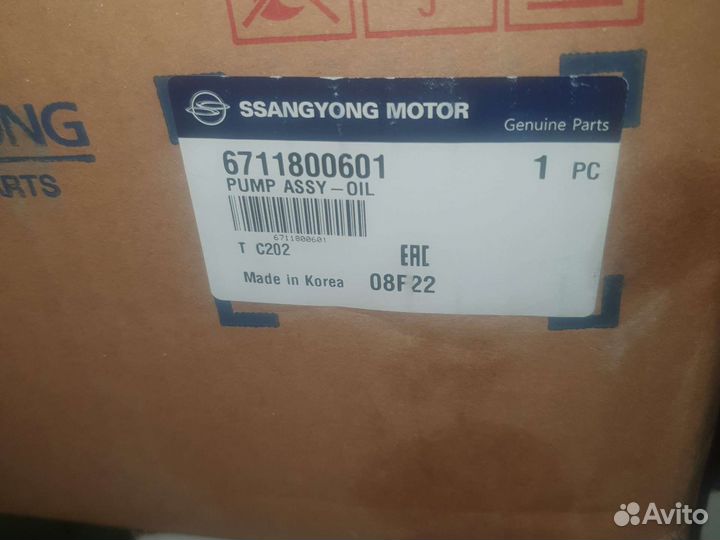 SSANGYONG MOTOR
Genuine Parts
ONG
ARTS
6711800601 1 PC
PUMP ASSY-OIL
6711800601
T C202
EAC
Made in Korea 08F22
Avito